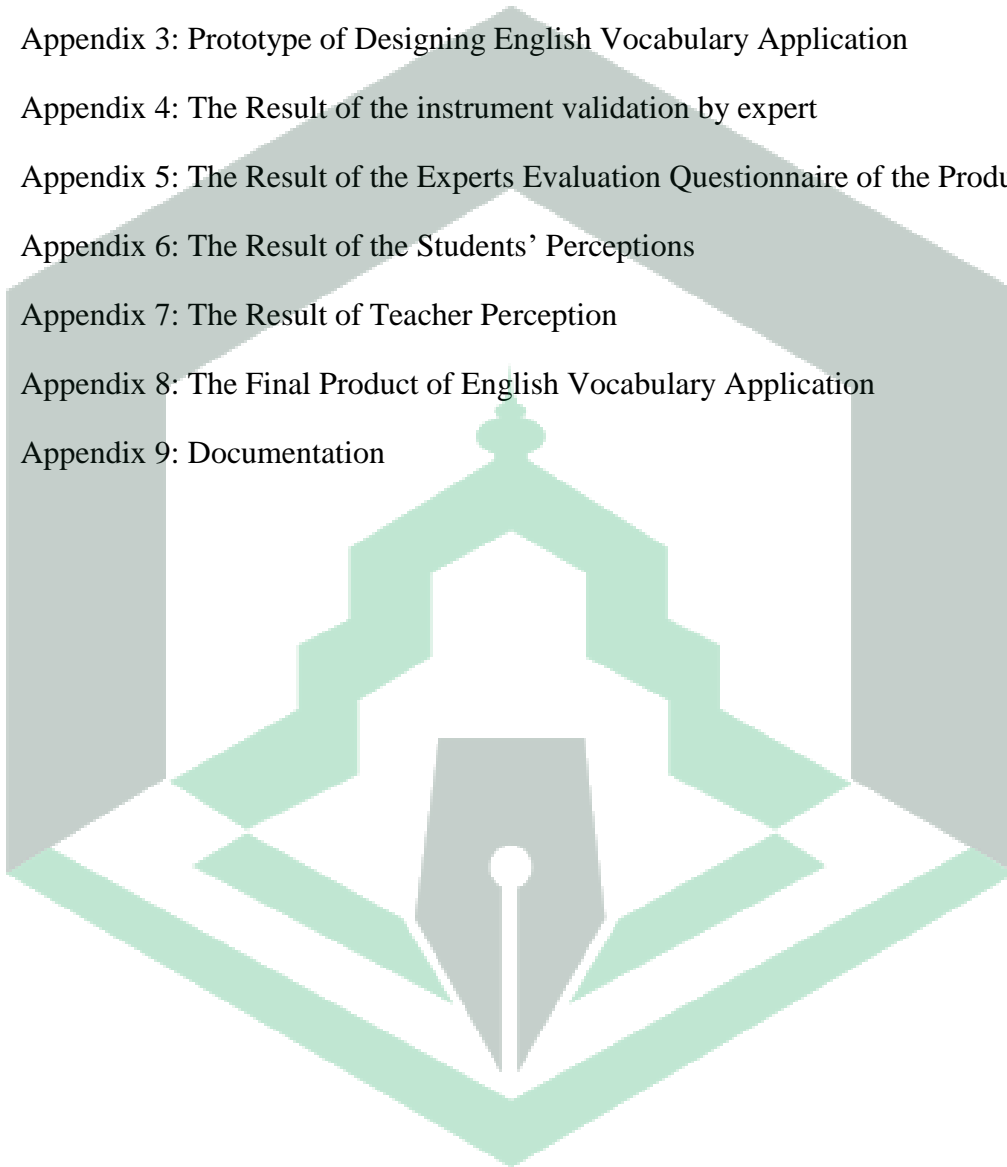 Appendix 3: Prototype of Designing English Vocabulary Application
Appendix 4: The Result of the instrument validation by expert
Appendix 5: The Result of the Experts Evaluation Questionnaire of the Produ
Appendix 6: The Result of the Students’ Perceptions
Appendix 7: The Result of Teacher Perception
Appendix 8: The Final Product of English Vocabulary Application
Appendix 9: Documentation